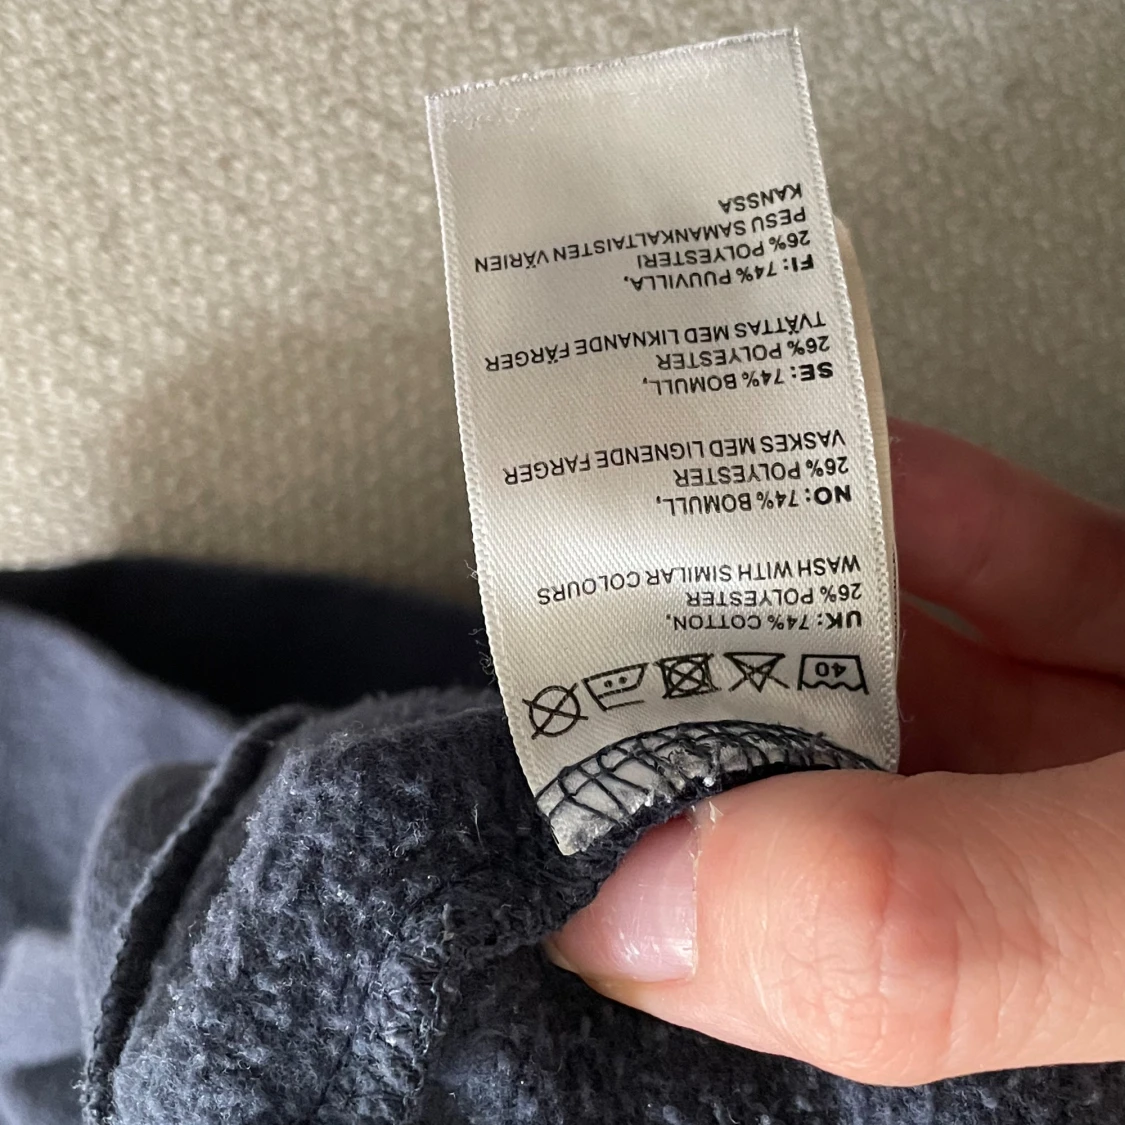 40
UK: 74% COTTON,
26% POLYESTER
WASH WITH SIMILAR COLOURS
NO: 74% BOMULL,
26% POLYESTER
VASKES MED LIGNENDE FARGER
SE: 74% BOMULL,
26% POLYESTER
TVÄTTAS MED LIKNANDE FÄRGER
FI: 74% PUUVILLA,
26% POLYESTERI
PESU SAMANKALTAISTEN VÄRIEN
KANSSA